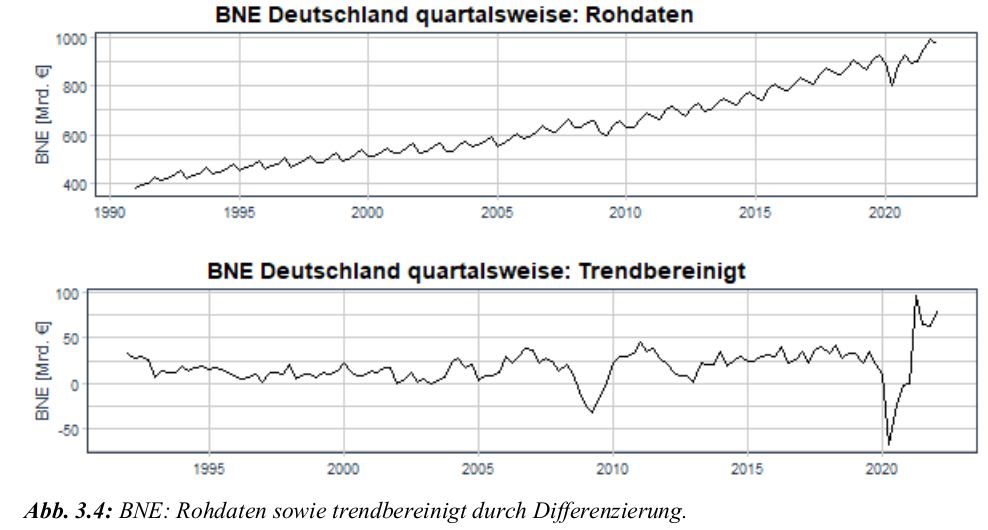 BNE Deutschland quartalsweise: Rohdaten
BNE [Mrd. €]
1000
800
600
400
1990 1995 2000 2005 2010 2015 2020
BNE Deutschland quartalsweise: Trendbereinigt
BNE [Mrd. €]
100
50
0
-50
1995 2000 2005 2010 2015 2020
Abb. 3.4: BNE: Rohdaten sowie trendbereinigt durch Differenzierung.